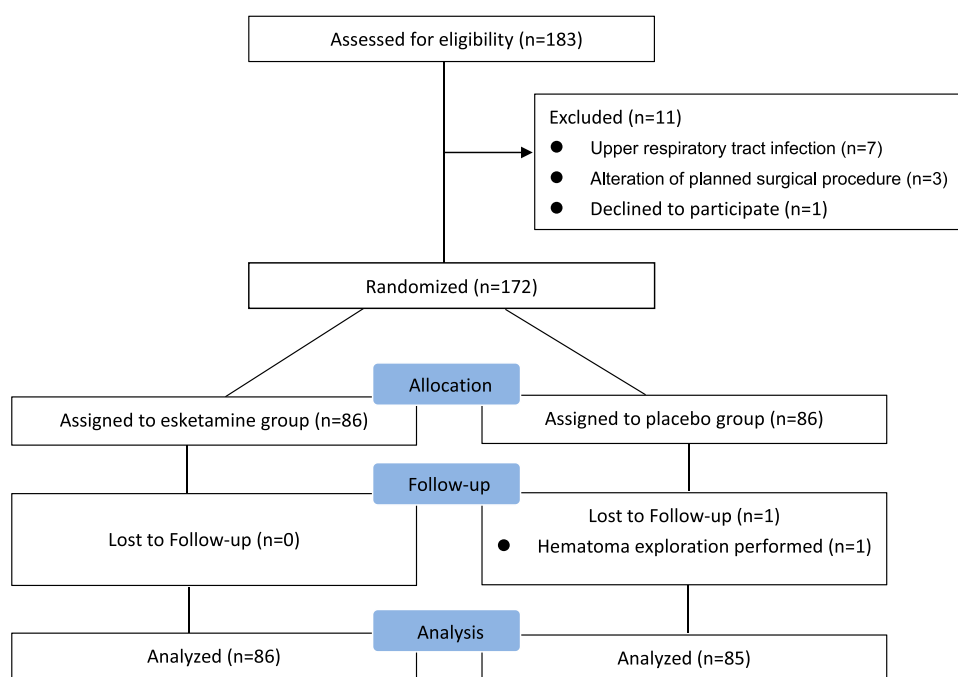 Assessed for eligibility (n=183)
Excluded (n=11)
● Upper respiratory tract infection (n=7)
● Alteration of planned surgical procedure (n=3)
● Declined to participate (n=1)
Randomized (n=172)
Allocation
Assigned to esketamine group (n=86)
Assigned to placebo group (n=86)
Follow-up
Lost to Follow-up (n=0)
Lost to Follow-up (n=1)
● Hematoma exploration performed (n=1)
Analysis
Analyzed (n=86)
Analyzed (n=85)